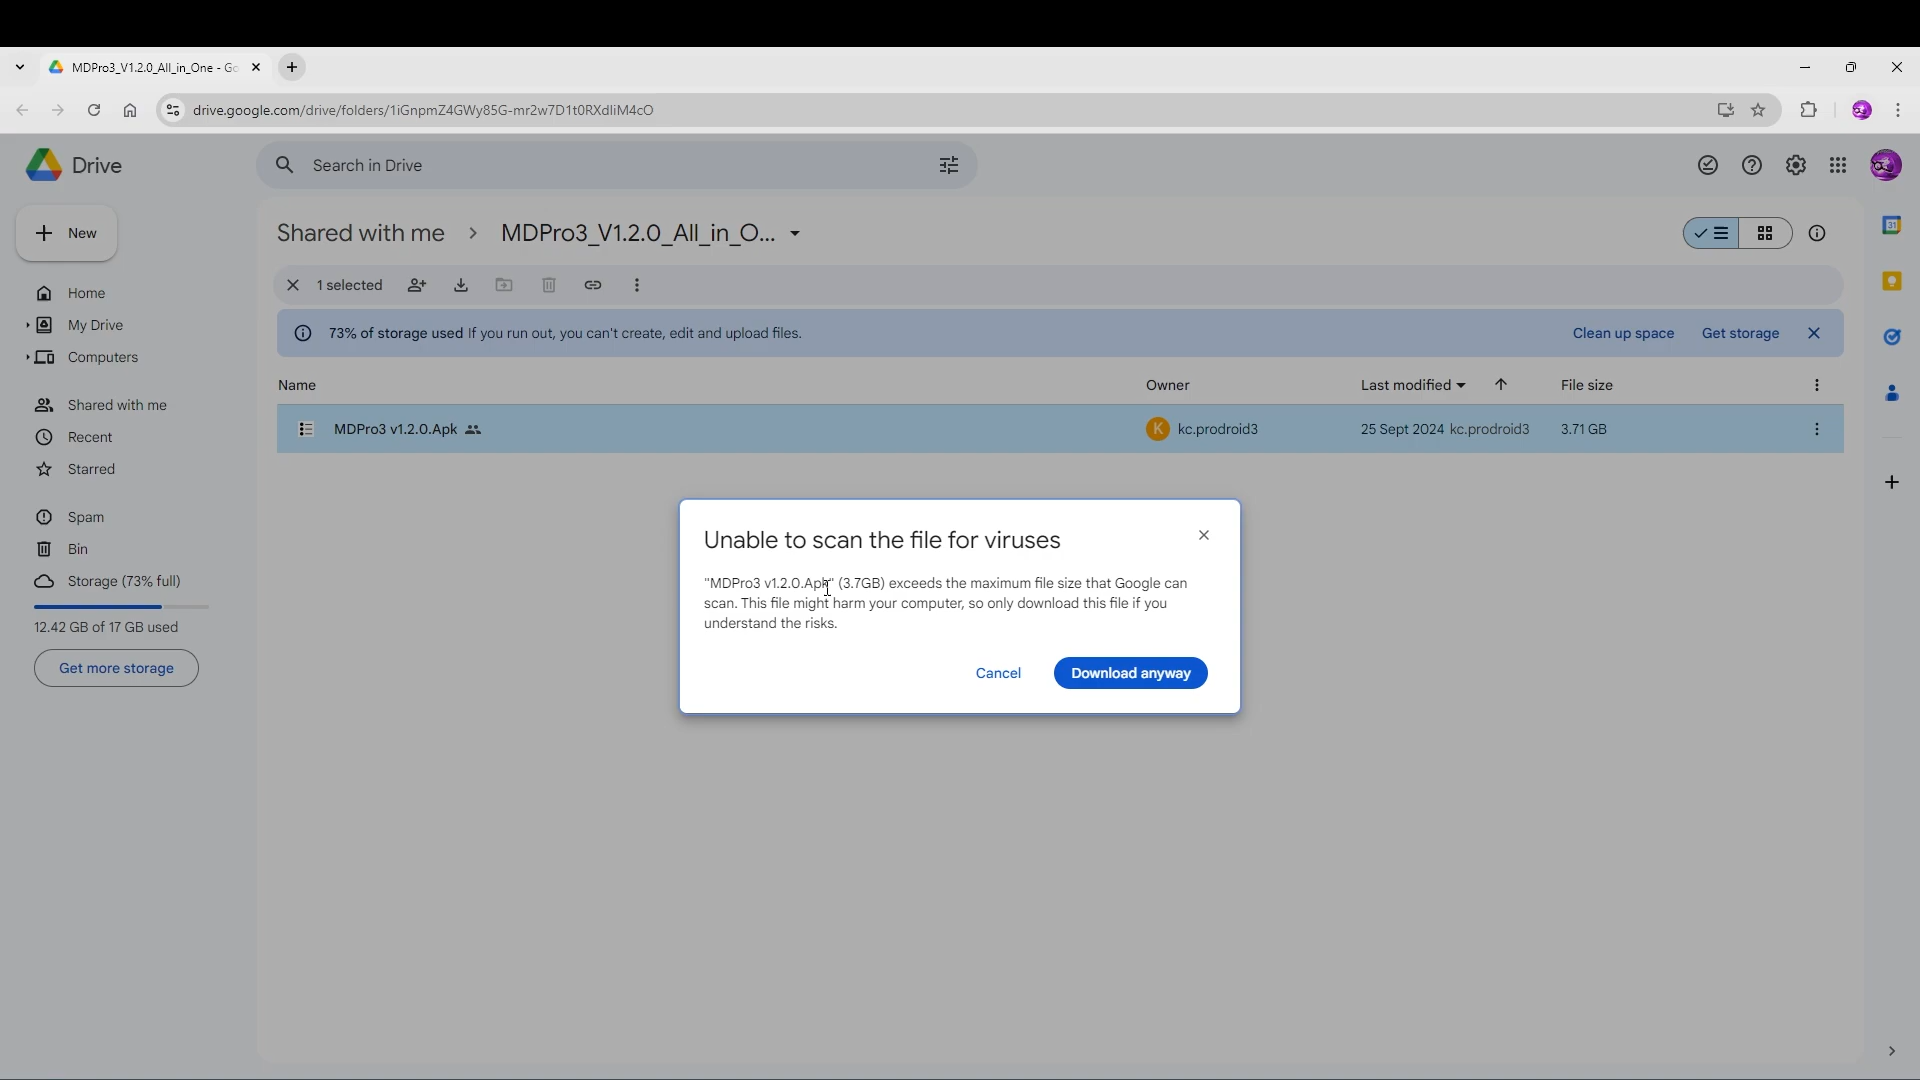 MDPro3_V1.2.0_All_in_One - Go
drive.google.com/drive/folders/1iGnpmZ4GWy85G-mr2w7D1t0RXdliM4cO
Drive
Search in Drive
New
Shared with me > MDPro3_V1.2.0_All_in_O...
1 selected
73% of storage used If you run out, you can't create, edit and upload files.
Clean up space
Get storage
Home
My Drive
Computers
Shared with me
Recent
Starred
Spam
Bin
Storage (73% full)
12.42 GB of 17 GB used
Get more storage
Name Owner Last modified File size
MDPro3 v1.2.0.Apk K kc.prodroid3 25 Sept 2024 kc.prodroid3 3.71 GB
Unable to scan the file for viruses
"MDPro3 v1.2.0.Apk" (3.7GB) exceeds the maximum file size that Google can
scan. This file might harm your computer, so only download this file if you
understand the risks.
Cancel
Download anyway
31